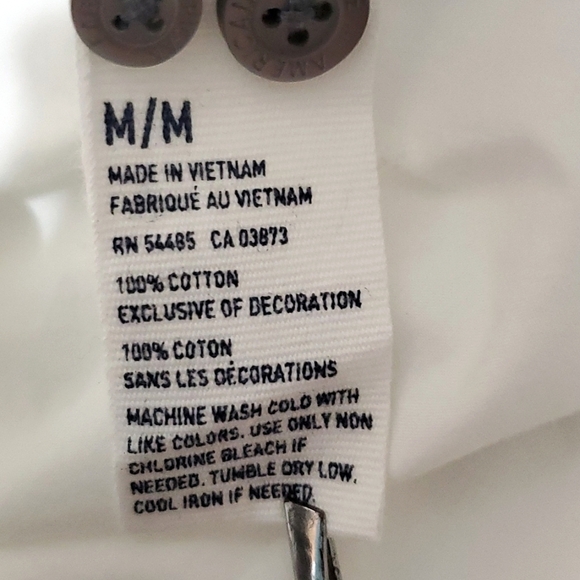 M/M
MADE IN VIETNAM
FABRIQUÉ AU VIETNAM
RN 54485 CA 03873
100% COTTON
EXCLUSIVE OF DECORATION
100% COTON
SANS LES DÉCORATIONS
MACHINE WASH COLD WITH
LIKE COLORS. USE ONLY NON
CHLORINE BLEACH IF
NEEDED. TUMBLE DRY LOW.
COOL IRON IF NEEDED.